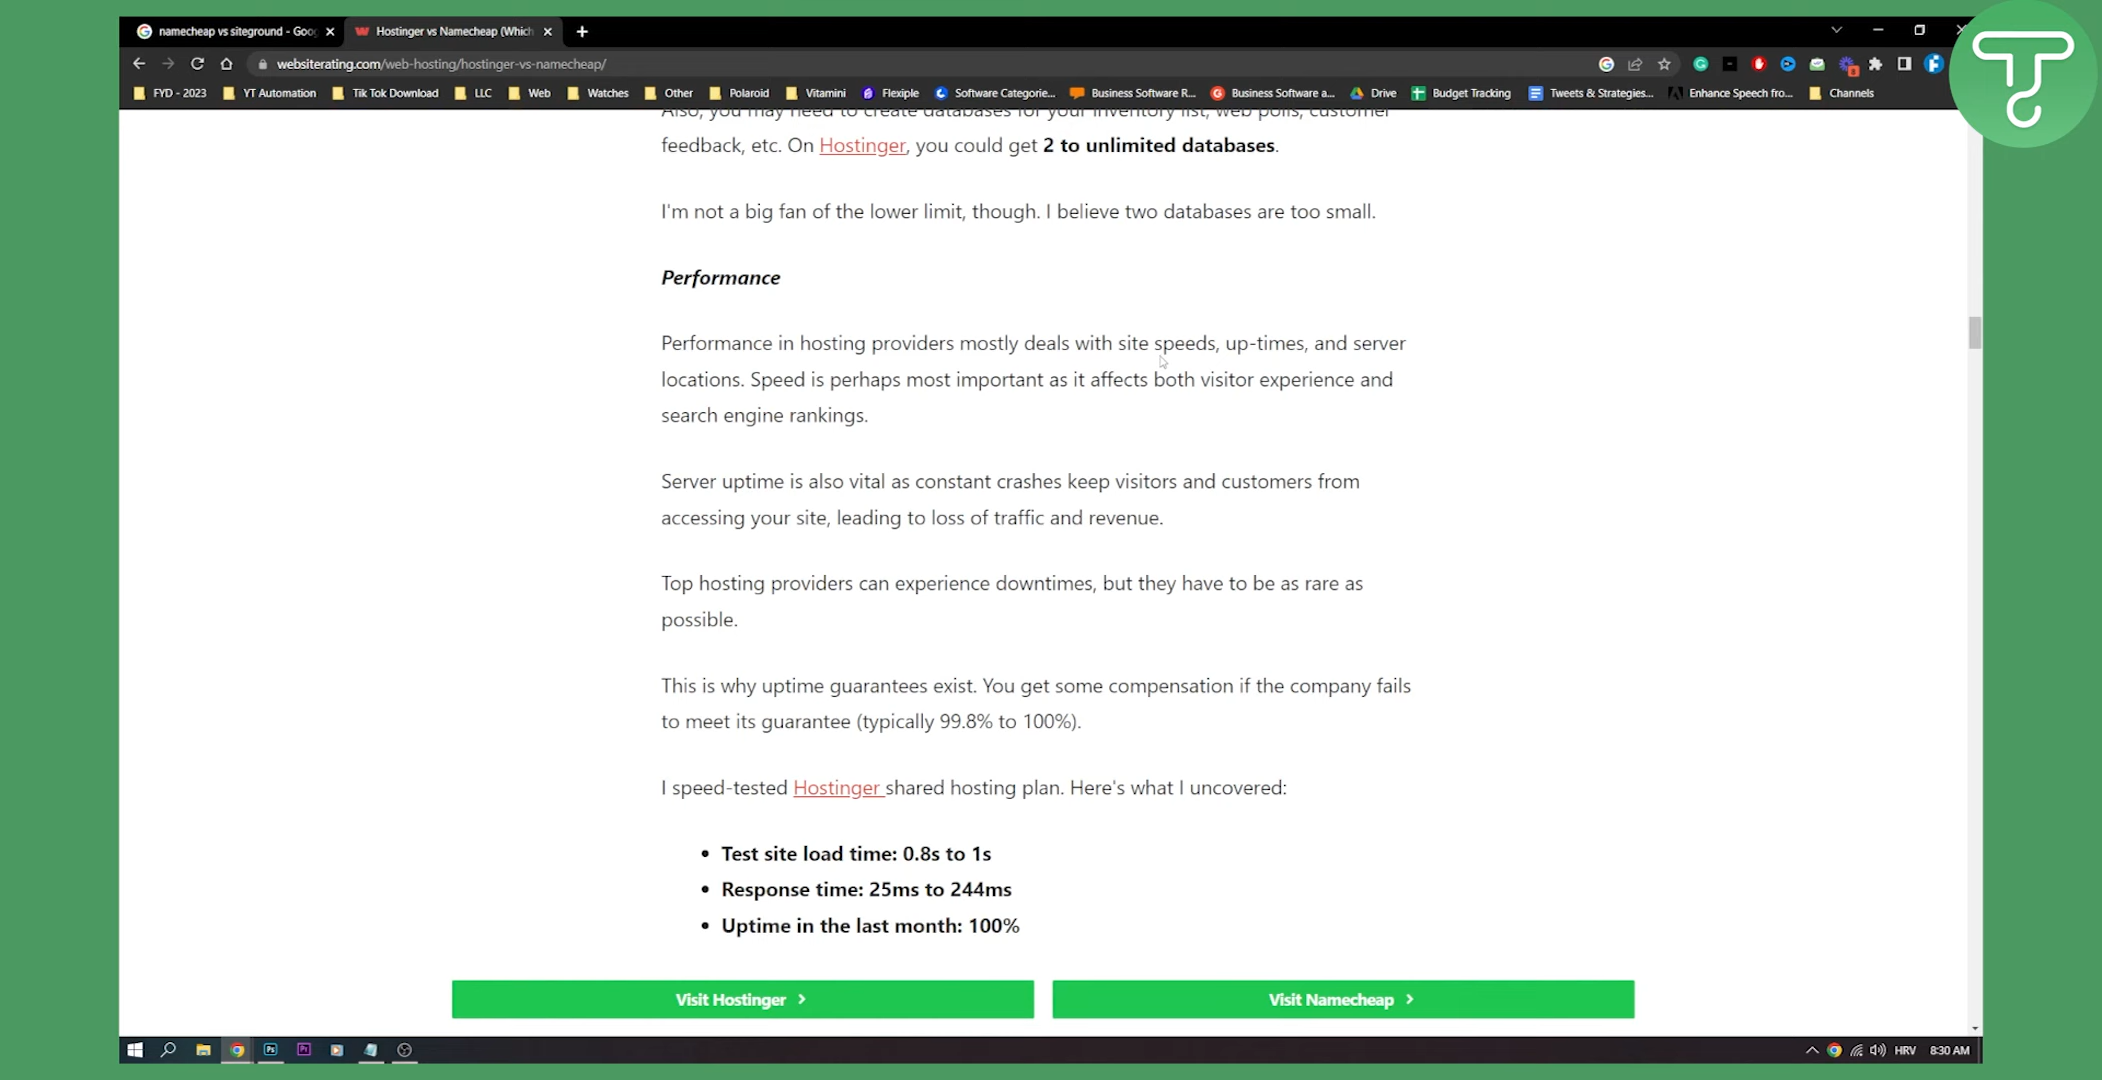 namecheap vs siteground - Goog
Hostinger vs Namecheap (Which
websiterating.com/web-hosting/hostinger-vs-namecheap/
FYD - 2023
YT Automation
Tik Tok Download
LLC
Web
Watches
Other
Polaroid
Vitamini
Flexiple
Software Categorie...
Business Software R...
Business Software a...
Drive
Budget Tracking
Tweets & Strategies...
Enhance Speech fro...
Channels
Also, you may need to create databases for your inventory list, web polls, customer
feedback, etc. On Hostinger, you could get 2 to unlimited databases.
I'm not a big fan of the lower limit, though. I believe two databases are too small.
Performance
Performance in hosting providers mostly deals with site speeds, up-times, and server
locations. Speed is perhaps most important as it affects both visitor experience and
search engine rankings.
Server uptime is also vital as constant crashes keep visitors and customers from
accessing your site, leading to loss of traffic and revenue.
Top hosting providers can experience downtimes, but they have to be as rare as
possible.
This is why uptime guarantees exist. You get some compensation if the company fails
to meet its guarantee (typically 99.8% to 100%).
I speed-tested Hostinger shared hosting plan. Here's what I uncovered:
• Test site load time: 0.8s to 1s
• Response time: 25ms to 244ms
• Uptime in the last month: 100%
Visit Hostinger
Visit Namecheap
Ps
Pr
HRV
8:30 AM